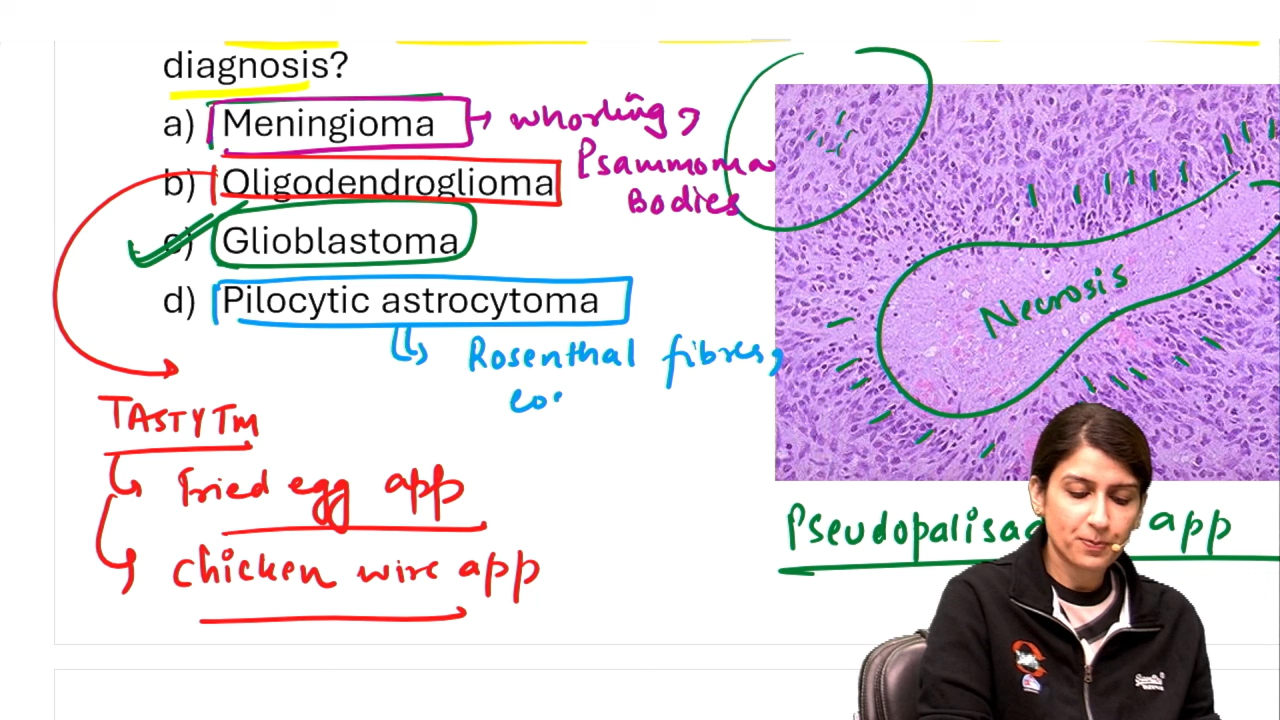 diagnosis?
a) Meningioma → whorling,
Psammoma
Bodies
b) Oligodendroglioma
c) Glioblastoma
d) Pilocytic astrocytoma
Rosenthal fibres,
TASTYTM
Fried egg app
Chicken wire app
Necrosis
app